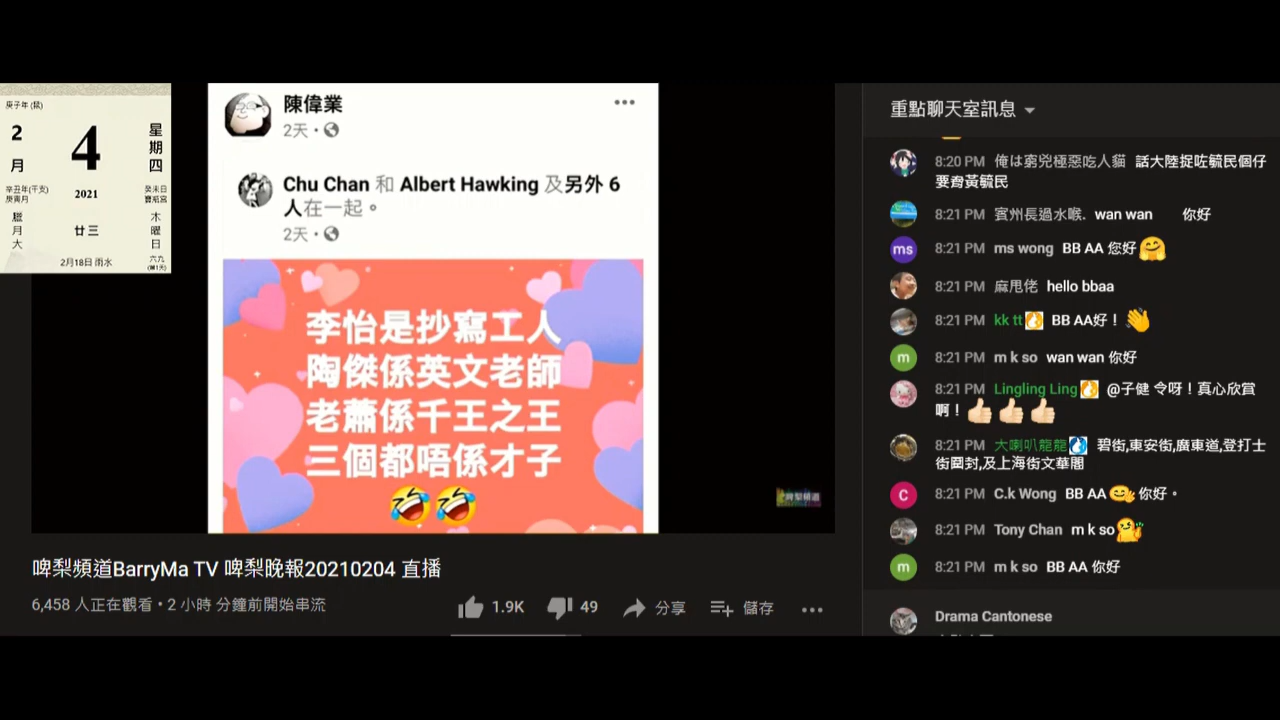 庚子年 (鼠)
2
月
4
星期四
辛丑年(干支)
庚寅月
2021
癸未日
寶瓶宮
臘月大
廿三
木曜日
2月18日 雨水
六九
(第1天)
陳偉業
2天
Chu Chan 和 Albert Hawking 及另外 6
人在一起。
2天
李怡是抄寫工人
陶傑係英文老師
老蕭係千王之王
三個都唔係才子
🤣🤣
啤梨頻道
啤梨頻道BarryMa TV 啤梨晚報20210204 直播
6,458 人正在觀看 • 2 小時 分鐘前開始串流
1.9K
49
分享
儲存
重點聊天室訊息
8:20 PM 俺は窮兇極惡吃人貓 話大陸捉咗毓民個仔
要脅黃毓民
8:21 PM 賓州長過水喉. wan wan 你好
ms
8:21 PM ms wong BB AA 您好🤗
8:21 PM 麻甩佬 hello bbaa
8:21 PM kk tt BB AA好！👋
m
8:21 PM m k so wan wan 你好
8:21 PM Lingling Ling @子健 令呀！真心欣賞
啊！👍🏻👍🏻👍🏻
8:21 PM 大喇叭龍龍 碧街,東安街,廣東道,登打士
街圍封,及上海街文華閣
C
8:21 PM C.k Wong BB AA 你好。
8:21 PM Tony Chan m k so
m
8:21 PM m k so BB AA 你好
Drama Cantonese